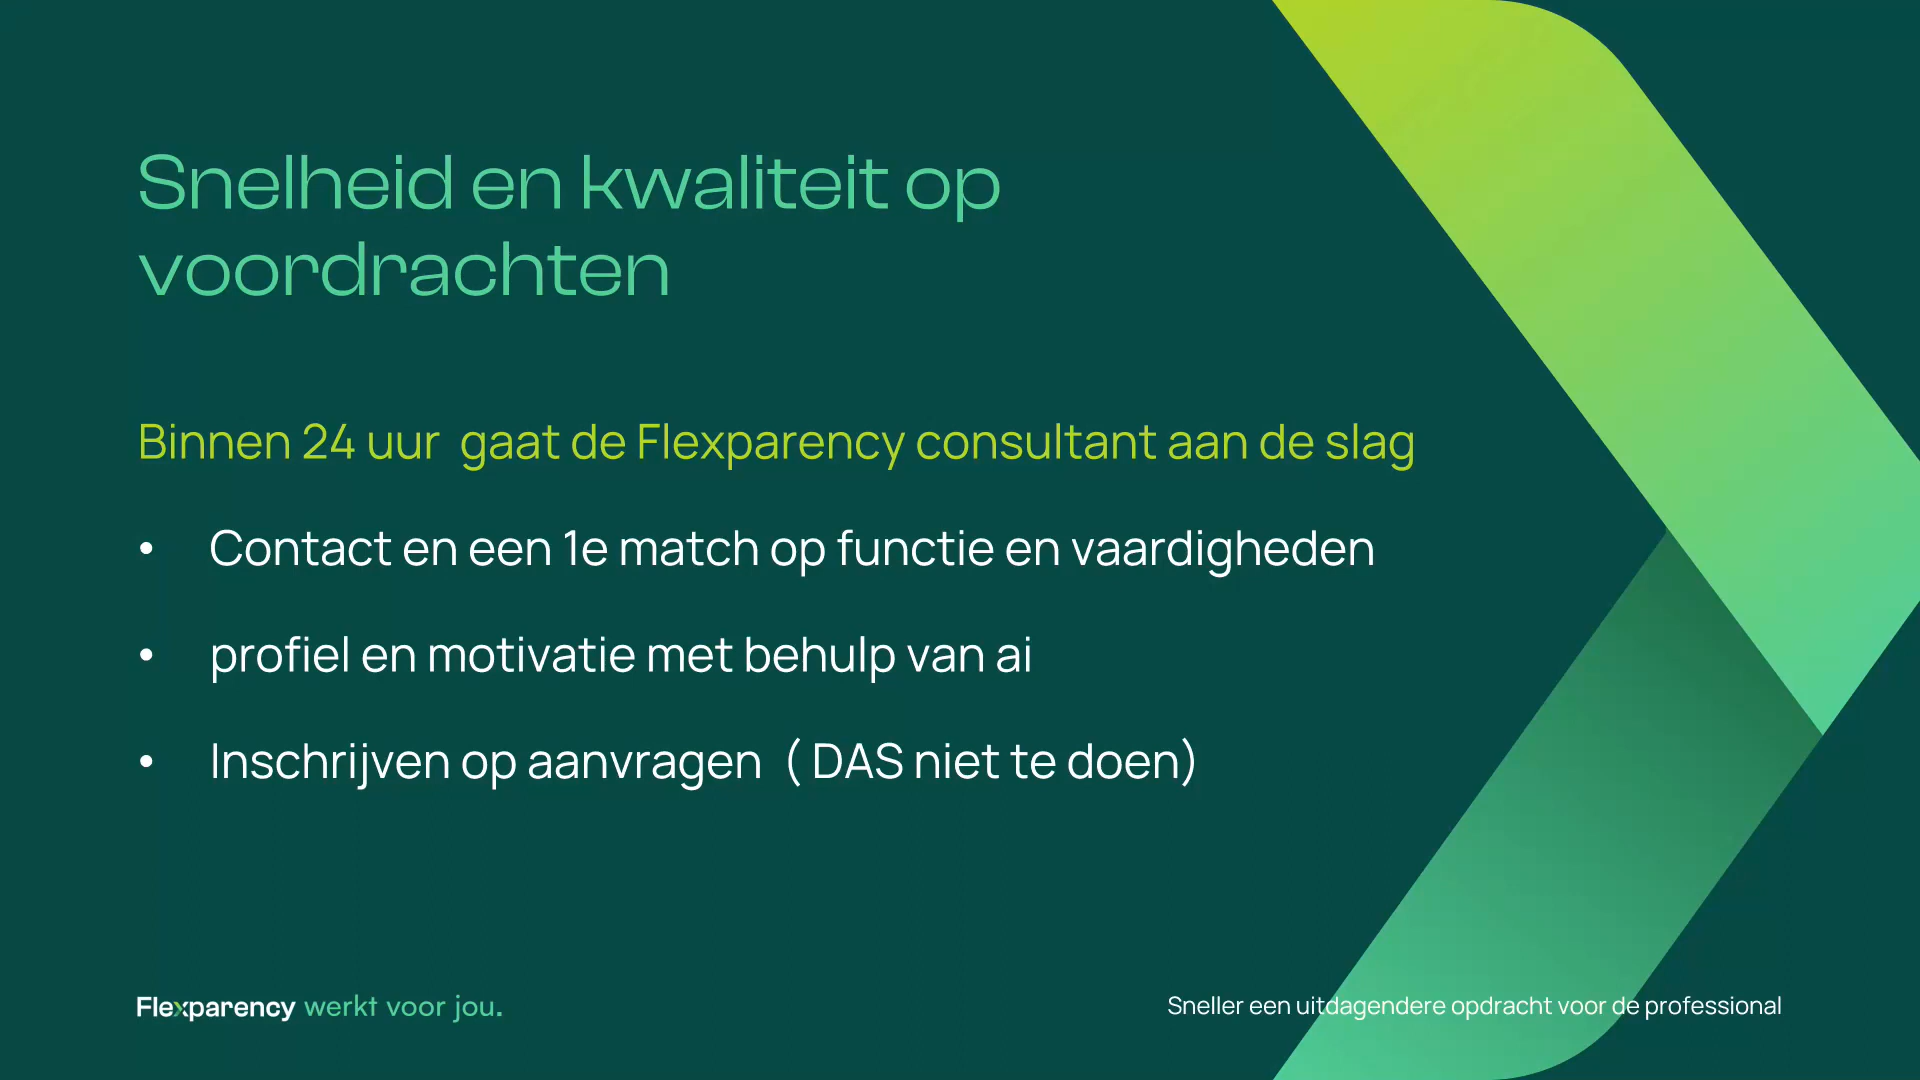 Snelheid en kwaliteit op
voordrachten
Binnen 24 uur  gaat de Flexparency consultant aan de slag
• Contact en een 1e match op functie en vaardigheden
• profiel en motivatie met behulp van ai
• Inschrijven op aanvragen  ( DAS niet te doen)
Flexparency werkt voor jou.
Sneller een uitdagendere opdracht voor de professional